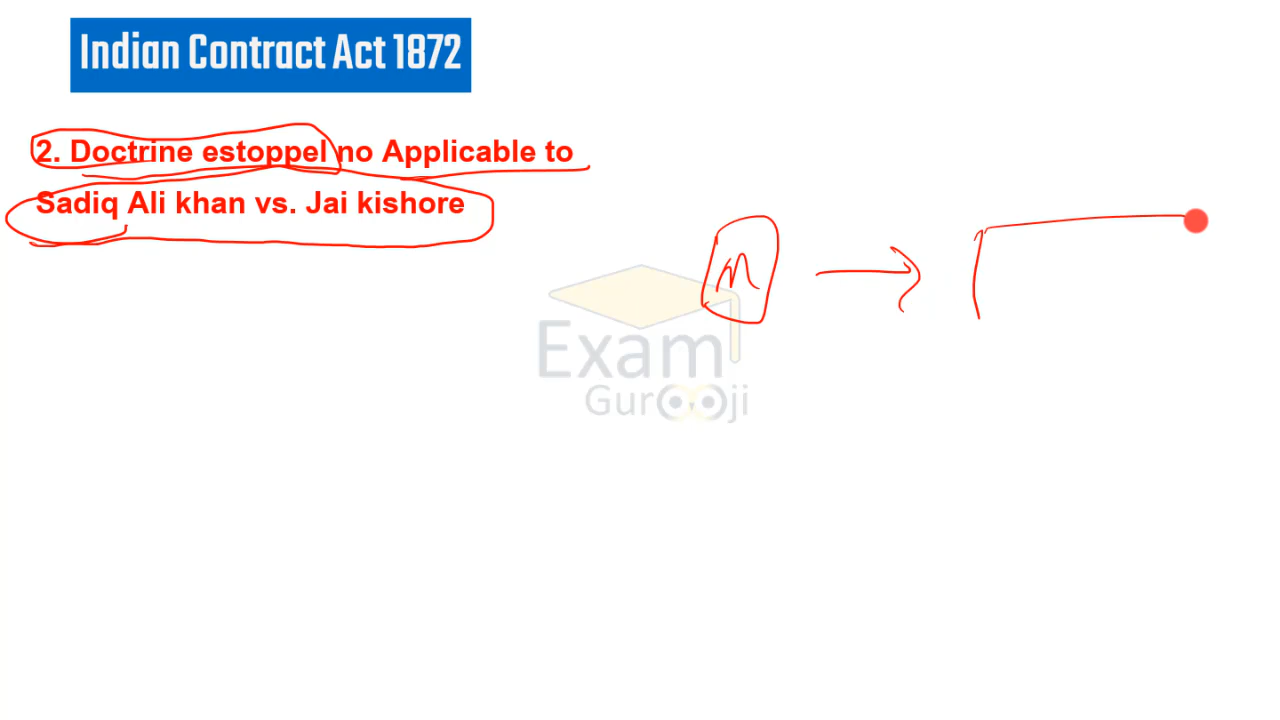 Indian Contract Act 1872
2. Doctrine estoppel no Applicable to
Sadiq Ali khan vs. Jai kishore
m
Exam
Gurooji